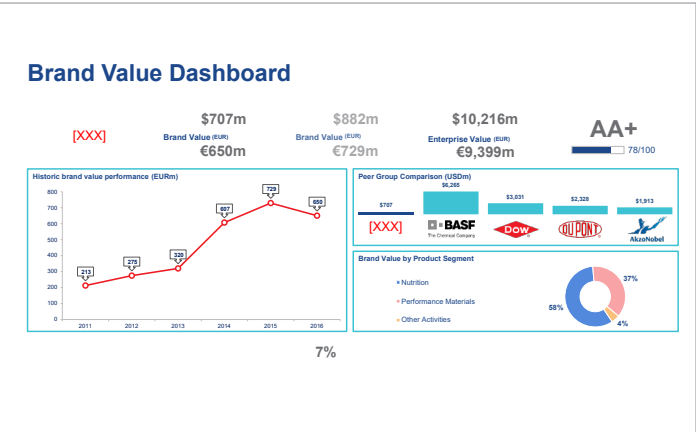 Brand Value Dashboard
$707m
$882m
$10,216m
AA+
[XXX]
Brand Value (EUR)
Brand Value (EUR)
Enterprise Value (EUR)
€650m
€729m
€9,399m
78/100
Historic brand value performance (EURm)
800
700
600
500
400
300
200
100
0
213
275
320
607
729
650
2011
2012
2013
2014
2015
2016
Peer Group Comparison (USDm)
$707
$6,265
$3,031
$2,328
$1,913
[XXX]
BASF
The Chemical Company
Dow
DUPONT
AkzoNobel
Brand Value by Product Segment
Nutrition
Performance Materials
Other Activities
37%
58%
4%
7%